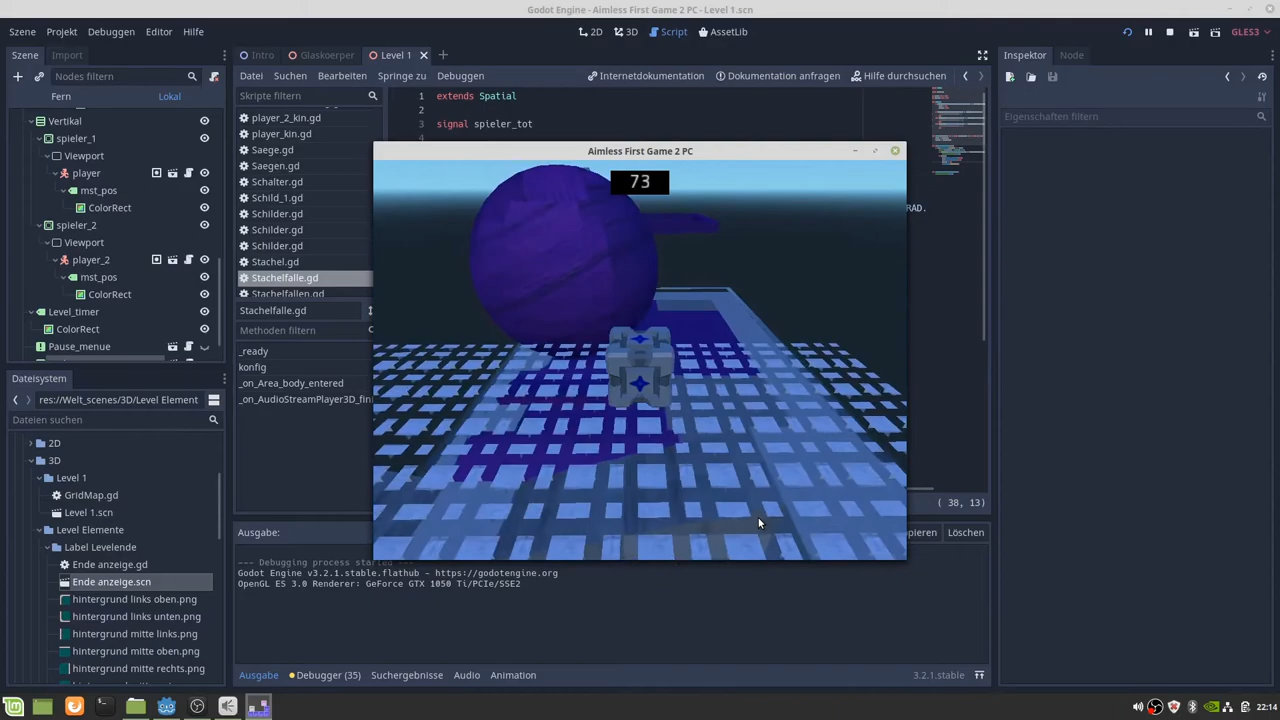 Godot Engine - Aimless First Game 2 PC - Level 1.scn
Szene Projekt Debuggen Editor Hilfe
2D 3D Script AssetLib
GLES3
Szene Import
Nodes filtern
Fern Lokal
Vertikal
spieler_1
Viewport
player
mst_pos
ColorRect
spieler_2
Viewport
player_2
mst_pos
ColorRect
Level_timer
ColorRect
Pause_menue
Dateisystem
res://Welt_scenes/3D/Level Element
Dateien suchen
2D
3D
Level 1
GridMap.gd
Level 1.scn
Level Elemente
Label Levelende
Ende anzeige.gd
Ende anzeige.scn
hintergrund links oben.png
hintergrund links unten.png
hintergrund mitte links.png
hintergrund mitte oben.png
hintergrund mitte rechts.png
Intro Glaskoerper Level 1
Datei Suchen Bearbeiten Springe zu Debuggen
Internetdokumentation Dokumentation anfragen Hilfe durchsuchen
Skripte filtern
player_2_kin.gd
player_kin.gd
Saege.gd
Saegen.gd
Schalter.gd
Schild_1.gd
Schilder.gd
Schilder.gd
Schilder.gd
Stachel.gd
Stachelfalle.gd
Stachelfallen.gd
Stachelfalle.gd
Methoden filtern
_ready
konfig
_on_Area_body_entered
_on_AudioStreamPlayer3D_fini
1 extends Spatial
2
3 signal spieler_tot
4
RAD.
( 38, 13)
Aimless First Game 2 PC
73
Ausgabe:
pieren Löschen
--- Debugging process started ---
Godot Engine v3.2.1.stable.flathub - https://godotengine.org
OpenGL ES 3.0 Renderer: GeForce GTX 1050 Ti/PCIe/SSE2
Ausgabe Debugger (35) Suchergebnisse Audio Animation
3.2.1.stable
Inspektor Node
Eigenschaften filtern
22:14